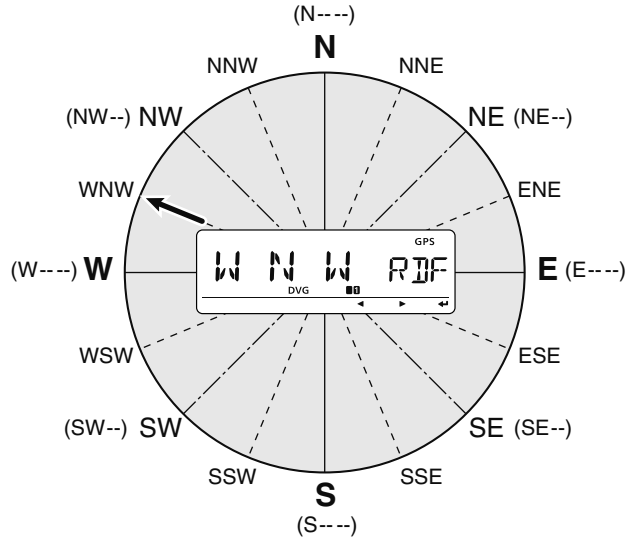 (N-- --)
N
NNW NNE
(NW--) NW NE (NE--)
WNW ENE
GPS
W N W RDF
DVG 1
(W-- --) W E (E-- --)
WSW ESE
(SW--) SW SE (SE--)
SSW SSE
S
(S-- --)